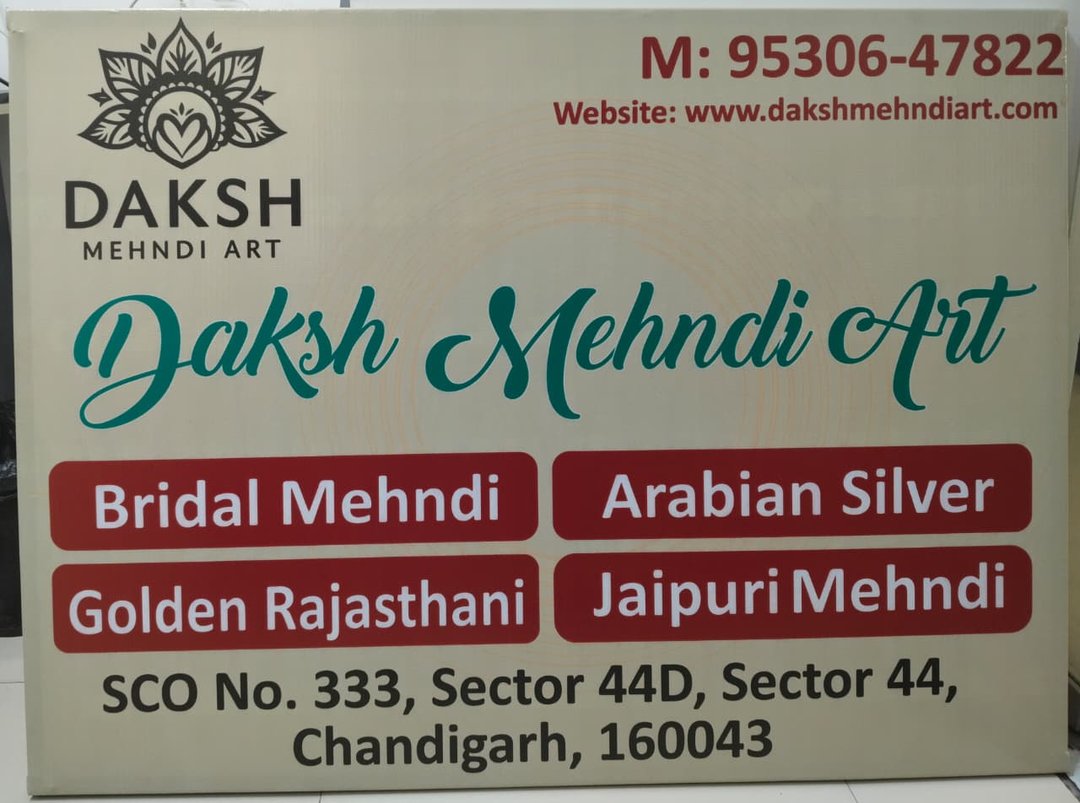 M: 95306-47822
Website: www.dakshmehndiart.com
DAKSH
MEHNDI ART
Daksh Mehndi Art
Bridal Mehndi
Arabian Silver
Golden Rajasthani
Jaipuri Mehndi
SCO No. 333, Sector 44D, Sector 44,
Chandigarh, 160043